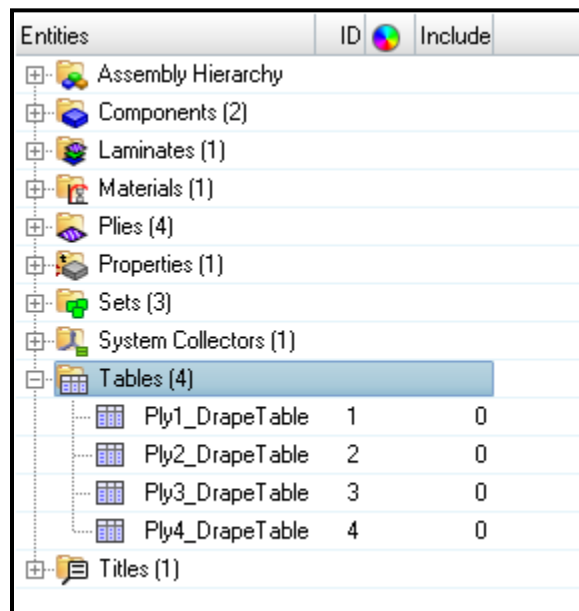 Entities ID Include
Assembly Hierarchy
Components (2)
Laminates (1)
Materials (1)
Plies (4)
Properties (1)
Sets (3)
System Collectors (1)
Tables (4)
Ply1_DrapeTable 1 0
Ply2_DrapeTable 2 0
Ply3_DrapeTable 3 0
Ply4_DrapeTable 4 0
Titles (1)